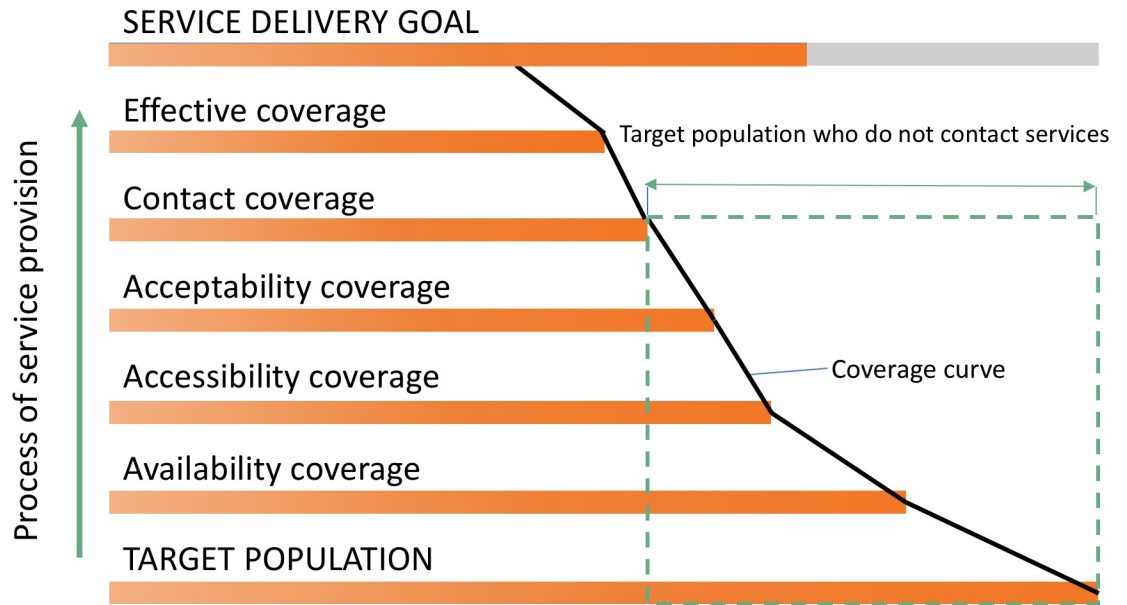 SERVICE DELIVERY GOAL
Effective coverage
Target population who do not contact services
Contact coverage
Acceptability coverage
Accessibility coverage
Coverage curve
Availability coverage
TARGET POPULATION
Process of service provision